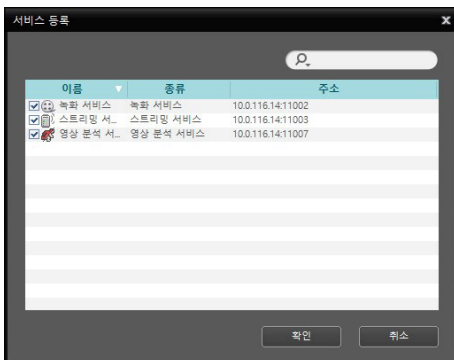 서비스 등록
이름 종류 주소
녹화 서비스 녹화 서비스 10.0.116.14:11002
스트리밍 서... 스트리밍 서비스 10.0.116.14:11003
영상 분석 서... 영상 분석 서비스 10.0.116.14:11007
확인 취소